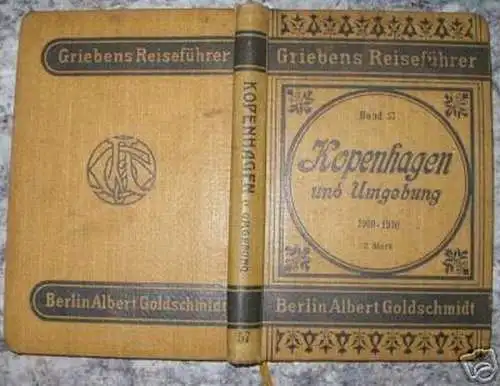 Griebens Reiseführer
Berlin Albert Goldschmidt
KOPENHAGEN
U. UMGEBUNG
57
Griebens Reiseführer
Band 57
Kopenhagen
und Umgebung
1909-1910
2 Mark
Berlin Albert Goldschmidt